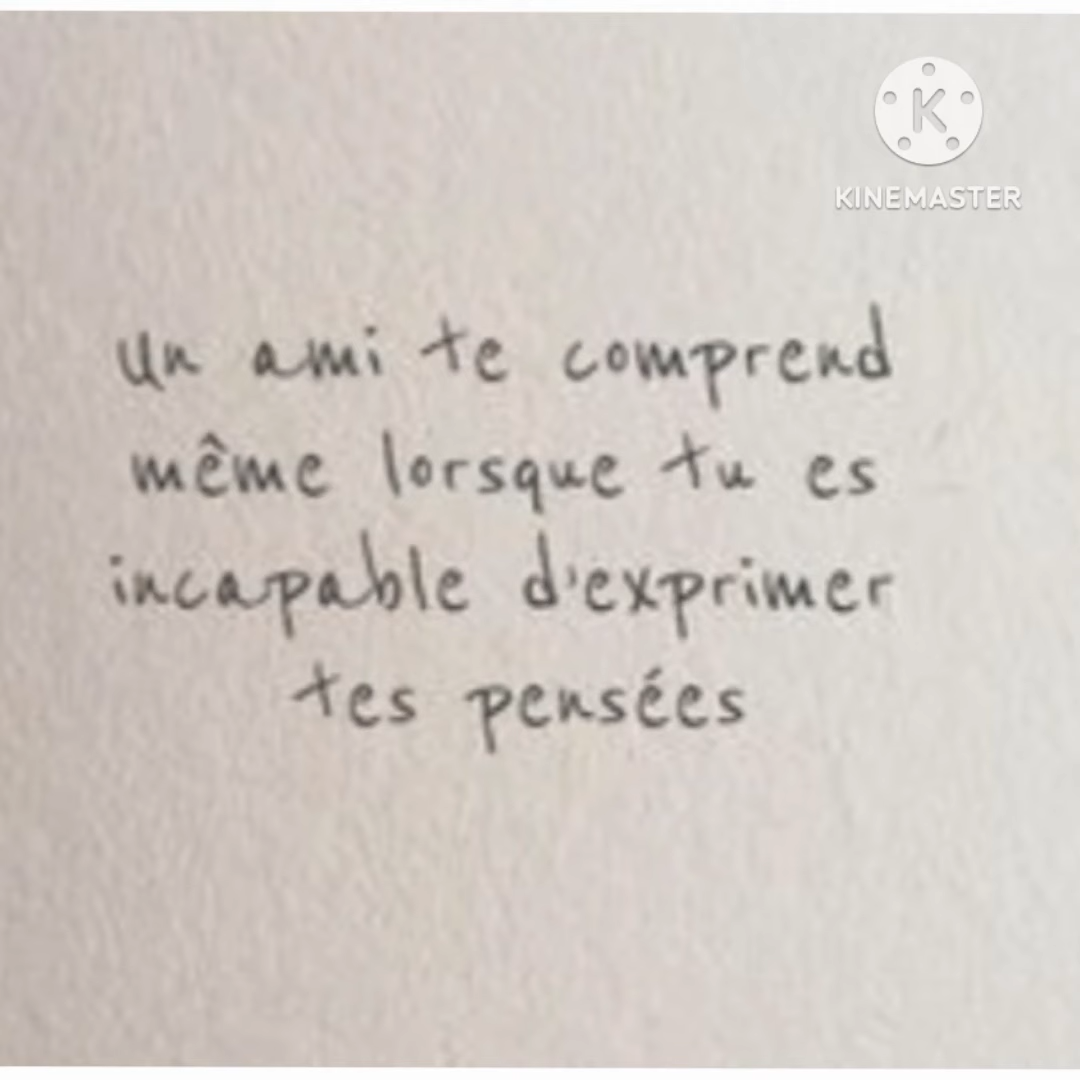 KINEMASTER
un ami te comprend
même lorsque tu es
incapable d'exprimer
tes pensées